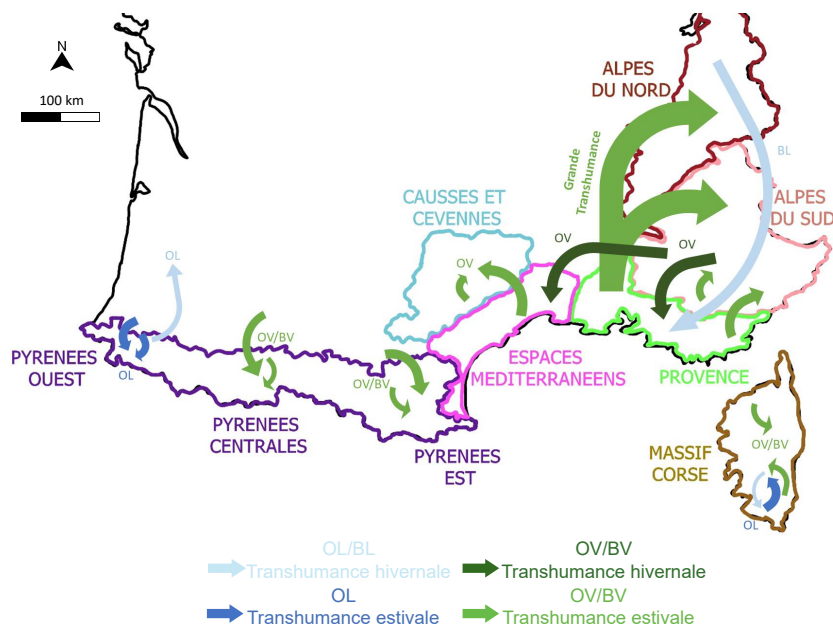 N
100 km
ALPES
DU NORD
Grande
Transhumance
BL
CAUSSES ET
CEVENNES
ALPES
DU SUD
OV
OV
OV
OL
OV/BV
OL
OV/BV
PYRENEES
OUEST
ESPACES
MEDITERRANEENS
PROVENCE
PYRENEES
CENTRALES
PYRENEES
EST
MASSIF
CORSE
OV/BV
OL
OL/BL
Transhumance hivernale
OV/BV
Transhumance hivernale
OL
Transhumance estivale
OV/BV
Transhumance estivale